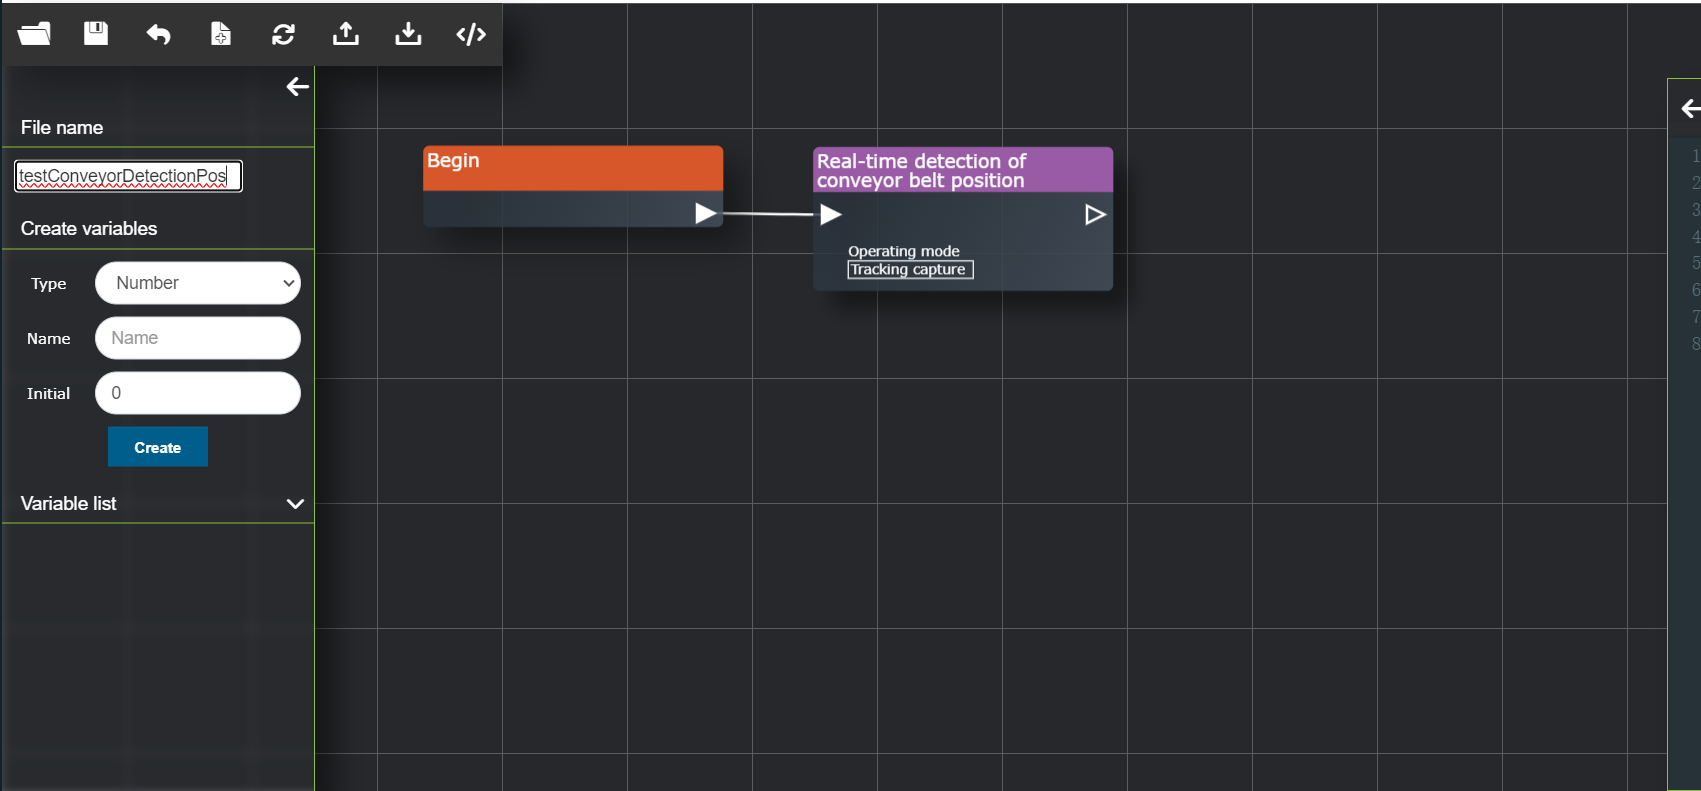 File name
testConveyorDetectionPos
Create variables
Type
Number
Name
Name
Initial
0
Create
Variable list
Begin
Real-time detection of
conveyor belt position
Operating mode
Tracking capture
1
2
3
4
5
6
7
8